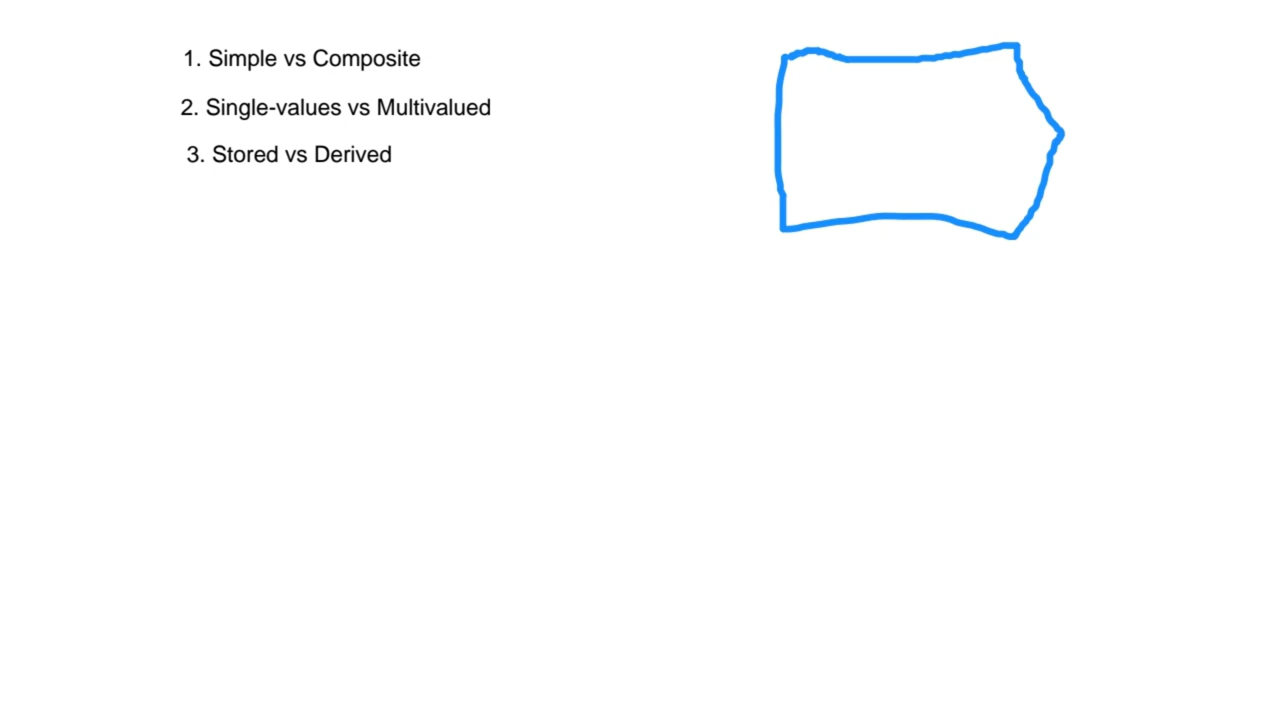 1. Simple vs Composite
2. Single-values vs Multivalued
3. Stored vs Derived